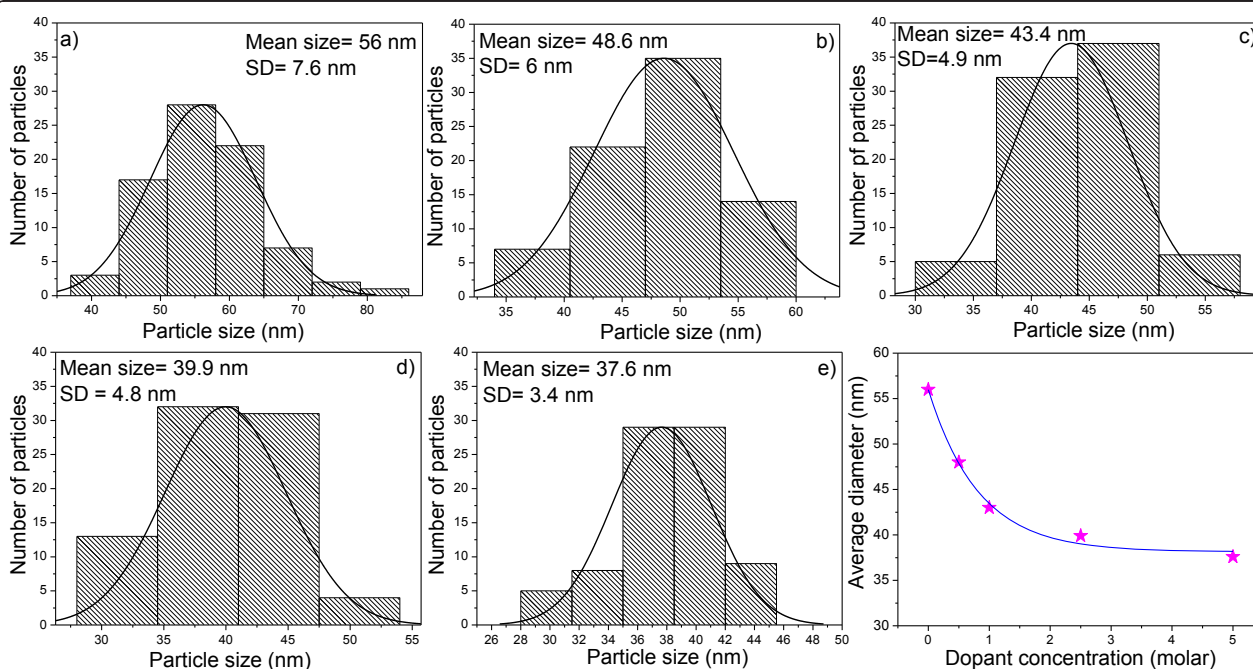 a)
Mean size= 56 nm
SD= 7.6 nm
Number of particles
40
35
30
25
20
15
10
5
0
40 50 60 70 80
Particle size (nm)
b)
Mean size= 48.6 nm
SD= 6 nm
Number of particles
40
35
30
25
20
15
10
5
0
35 40 45 50 55 60
Particle size (nm)
c)
Mean size= 43.4 nm
SD=4.9 nm
Number pf particles
40
35
30
25
20
15
10
5
0
30 35 40 45 50 55
Particle size (nm)
d)
Mean size= 39.9 nm
SD = 4.8 nm
Number of particles
40
35
30
25
20
15
10
5
0
30 35 40 45 50 55
Particle size (nm)
e)
Mean size= 37.6 nm
SD= 3.4 nm
Number of particles
40
35
30
25
20
15
10
5
0
26 28 30 32 34 36 38 40 42 44 46 48 50
Particle size (nm)
Average diameter (nm)
60
55
50
45
40
35
30
0 1 2 3 4 5
Dopant concentration (molar)